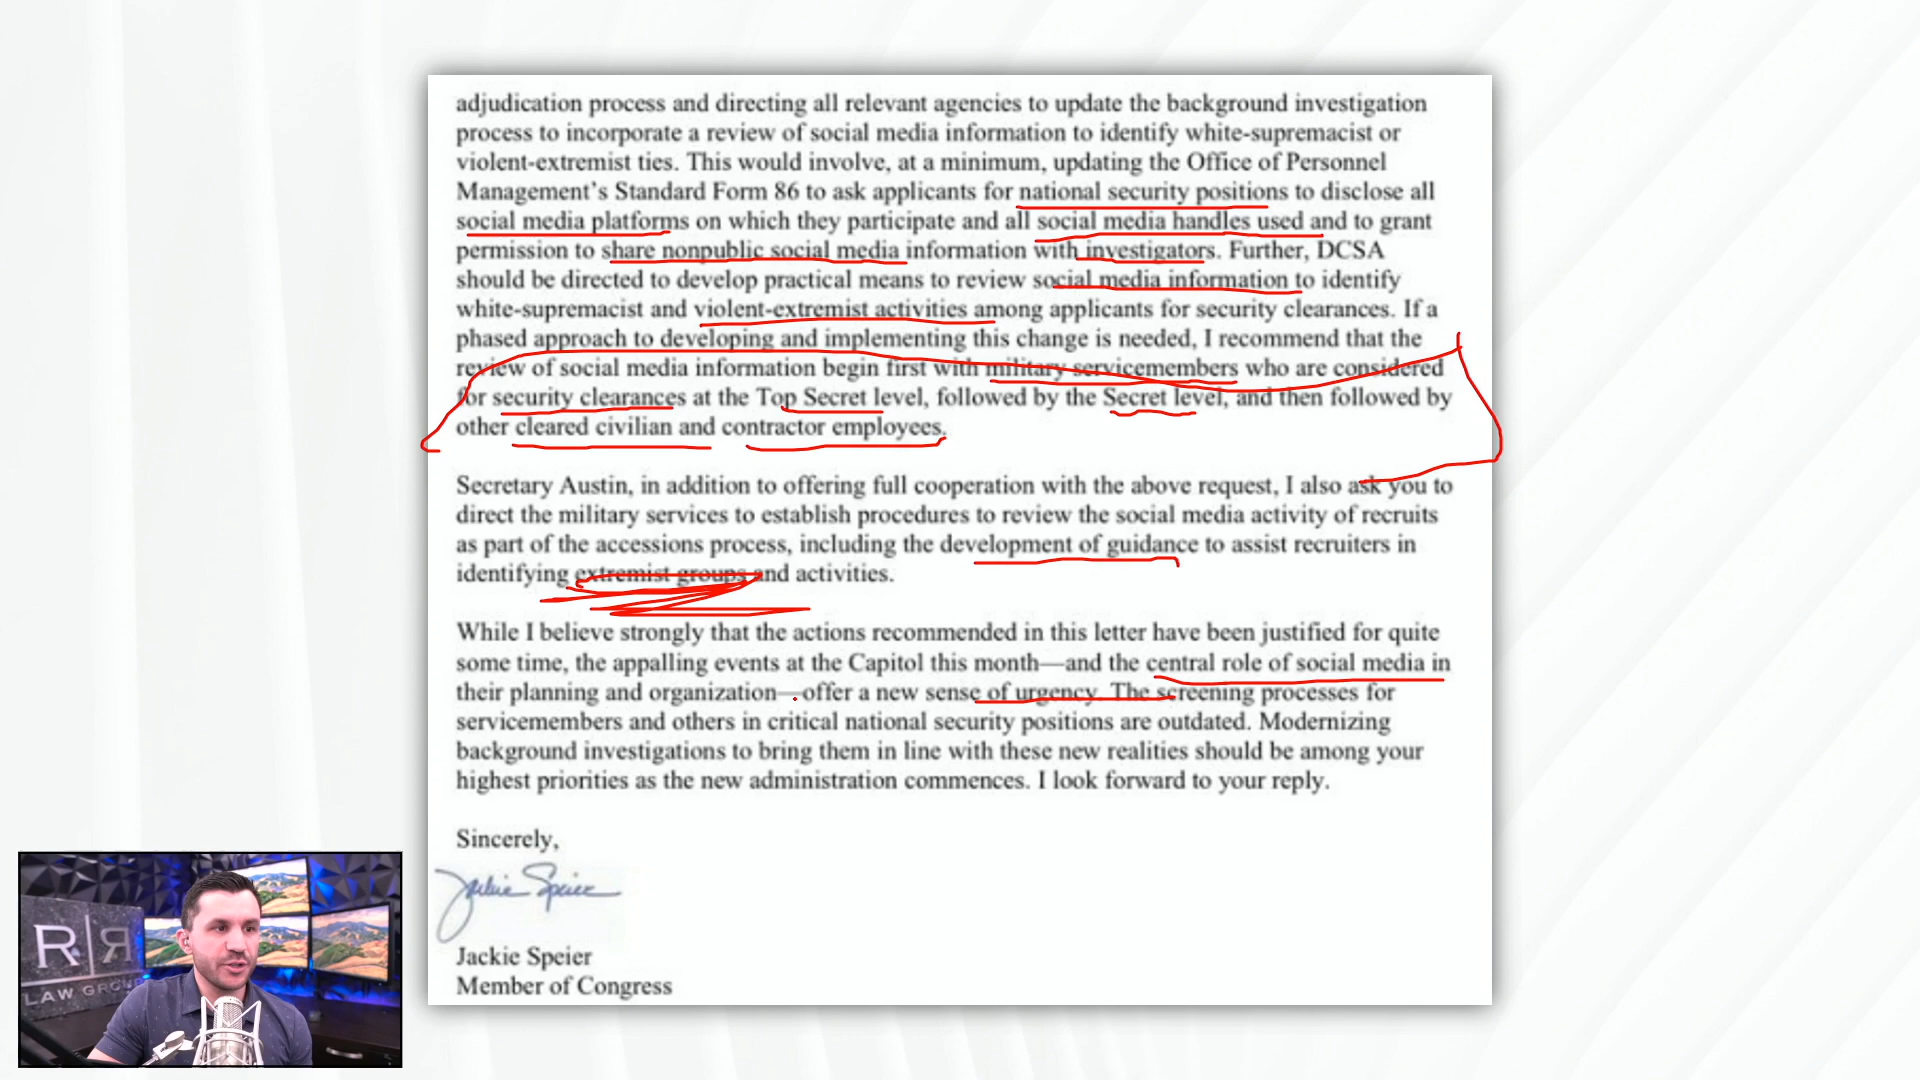 adjudication process and directing all relevant agencies to update the background investigation
process to incorporate a review of social media information to identify white-supremacist or
violent-extremist ties. This would involve, at a minimum, updating the Office of Personnel
Management's Standard Form 86 to ask applicants for national security positions to disclose all
social media platforms on which they participate and all social media handles used and to grant
permission to share nonpublic social media information with investigators. Further, DCSA
should be directed to develop practical means to review social media information to identify
white-supremacist and violent-extremist activities among applicants for security clearances. If a
phased approach to developing and implementing this change is needed, I recommend that the
review of social media information begin first with military servicemembers who are considered
for security clearances at the Top Secret level, followed by the Secret level, and then followed by
other cleared civilian and contractor employees.
Secretary Austin, in addition to offering full cooperation with the above request, I also ask you to
direct the military services to establish procedures to review the social media activity of recruits
as part of the accessions process, including the development of guidance to assist recruiters in
identifying extremist groups and activities.
While I believe strongly that the actions recommended in this letter have been justified for quite
some time, the appalling events at the Capitol this month—and the central role of social media in
their planning and organization—offer a new sense of urgency. The screening processes for
servicemembers and others in critical national security positions are outdated. Modernizing
background investigations to bring them in line with these new realities should be among your
highest priorities as the new administration commences. I look forward to your reply.
Sincerely,
Jackie Speier
Jackie Speier
Member of Congress
R|R
LAW GROUP